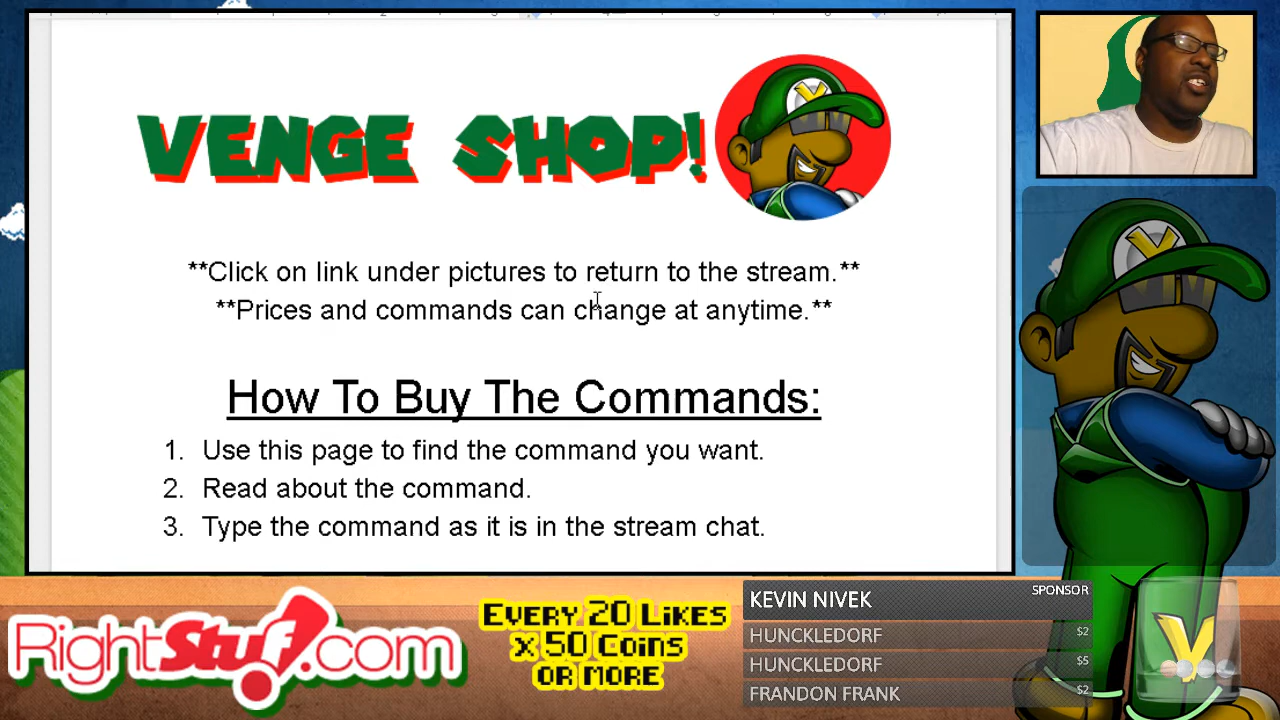 VENGE SHOP!
**Click on link under pictures to return to the stream.**
**Prices and commands can change at anytime.**
How To Buy The Commands:
1. Use this page to find the command you want.
2. Read about the command.
3. Type the command as it is in the stream chat.
RightStuf!.com
EVERY 20 LIKES
X 50 COINS
OR MORE
KEVIN NIVEK SPONSOR
HUNCKLEDORF $2
HUNCKLEDORF $5
FRANDON FRANK $2
V
V
V